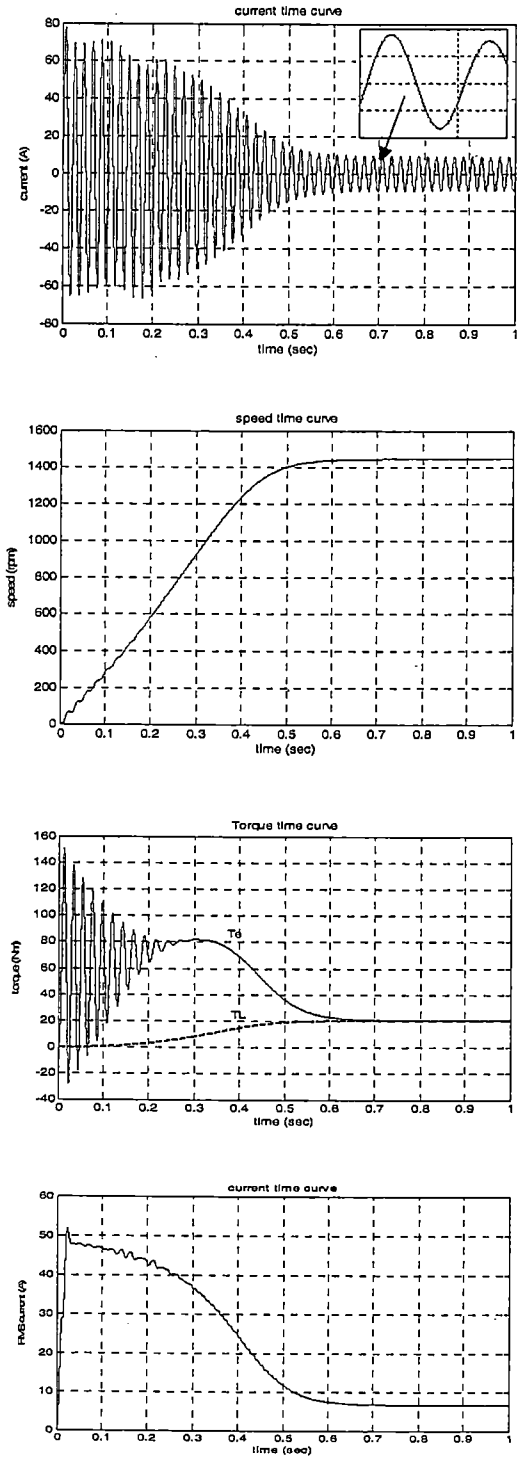 current time curve
80
60
40
20
0
-20
-40
-60
-80
current (A)
0 0.1 0.2 0.3 0.4 0.5 0.6 0.7 0.8 0.9 1
time (sec)
speed time curve
1600
1400
1200
1000
800
600
400
200
0
speed (rpm)
0 0.1 0.2 0.3 0.4 0.5 0.6 0.7 0.8 0.9 1
time (sec)
Torque time curve
160
140
120
100
80
60
40
20
0
-20
-40
torque (Nm)
Te
TL
0 0.1 0.2 0.3 0.4 0.5 0.6 0.7 0.8 0.9 1
time (sec)
current time curve
60
50
40
30
20
10
0
RMS current (A)
0 0.1 0.2 0.3 0.4 0.5 0.6 0.7 0.8 0.9 1
time (sec)